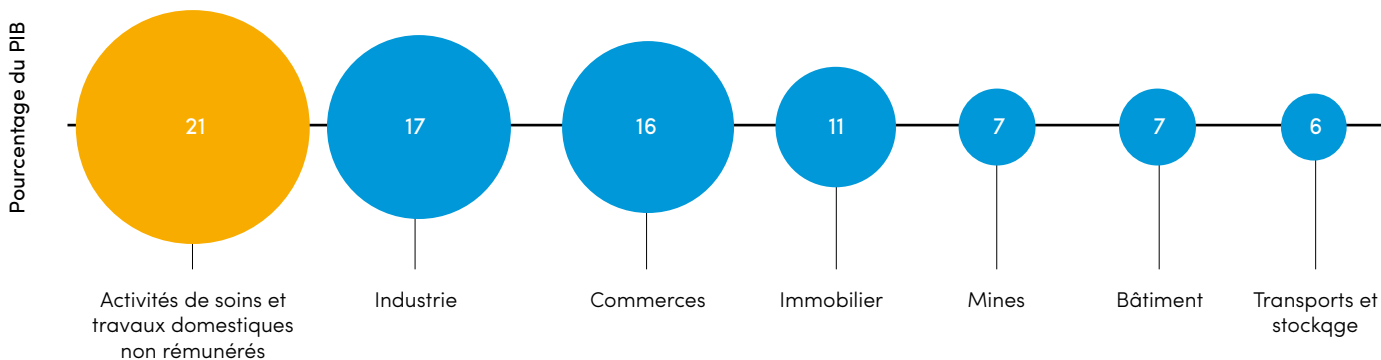 Pourcentage du PIB
21
17
16
11
7
7
6
Activités de soins et
travaux domestiques
non rémunérés
Industrie
Commerces
Immobilier
Mines
Bâtiment
Transports et
stockqge